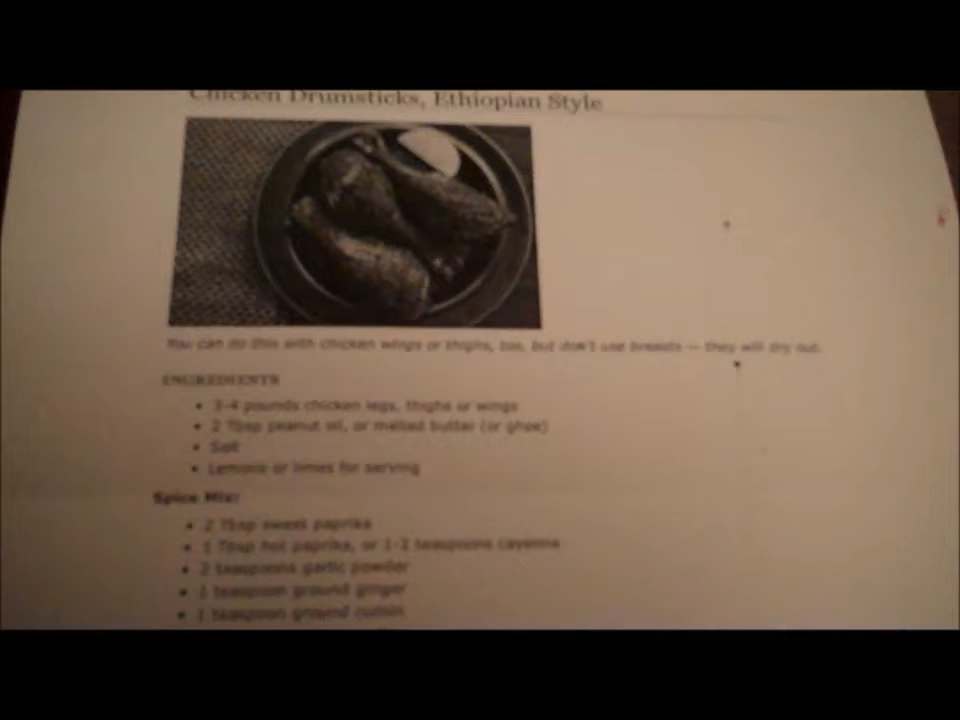 Chicken Drumsticks, Ethiopian Style
You can do this with chicken wings or thighs, too, but don't use breasts — they will dry out.
INGREDIENTS
• 3-4 pounds chicken legs, thighs or wings
• 2 Tbsp peanut oil, or melted butter (or ghee)
• Salt
• Lemons or limes for serving
Spice Mix:
• 2 Tbsp sweet paprika
• 1 Tbsp hot paprika, or 1-2 teaspoons cayenne
• 2 teaspoons garlic powder
• 1 teaspoon ground ginger
• 1 teaspoon ground cumin